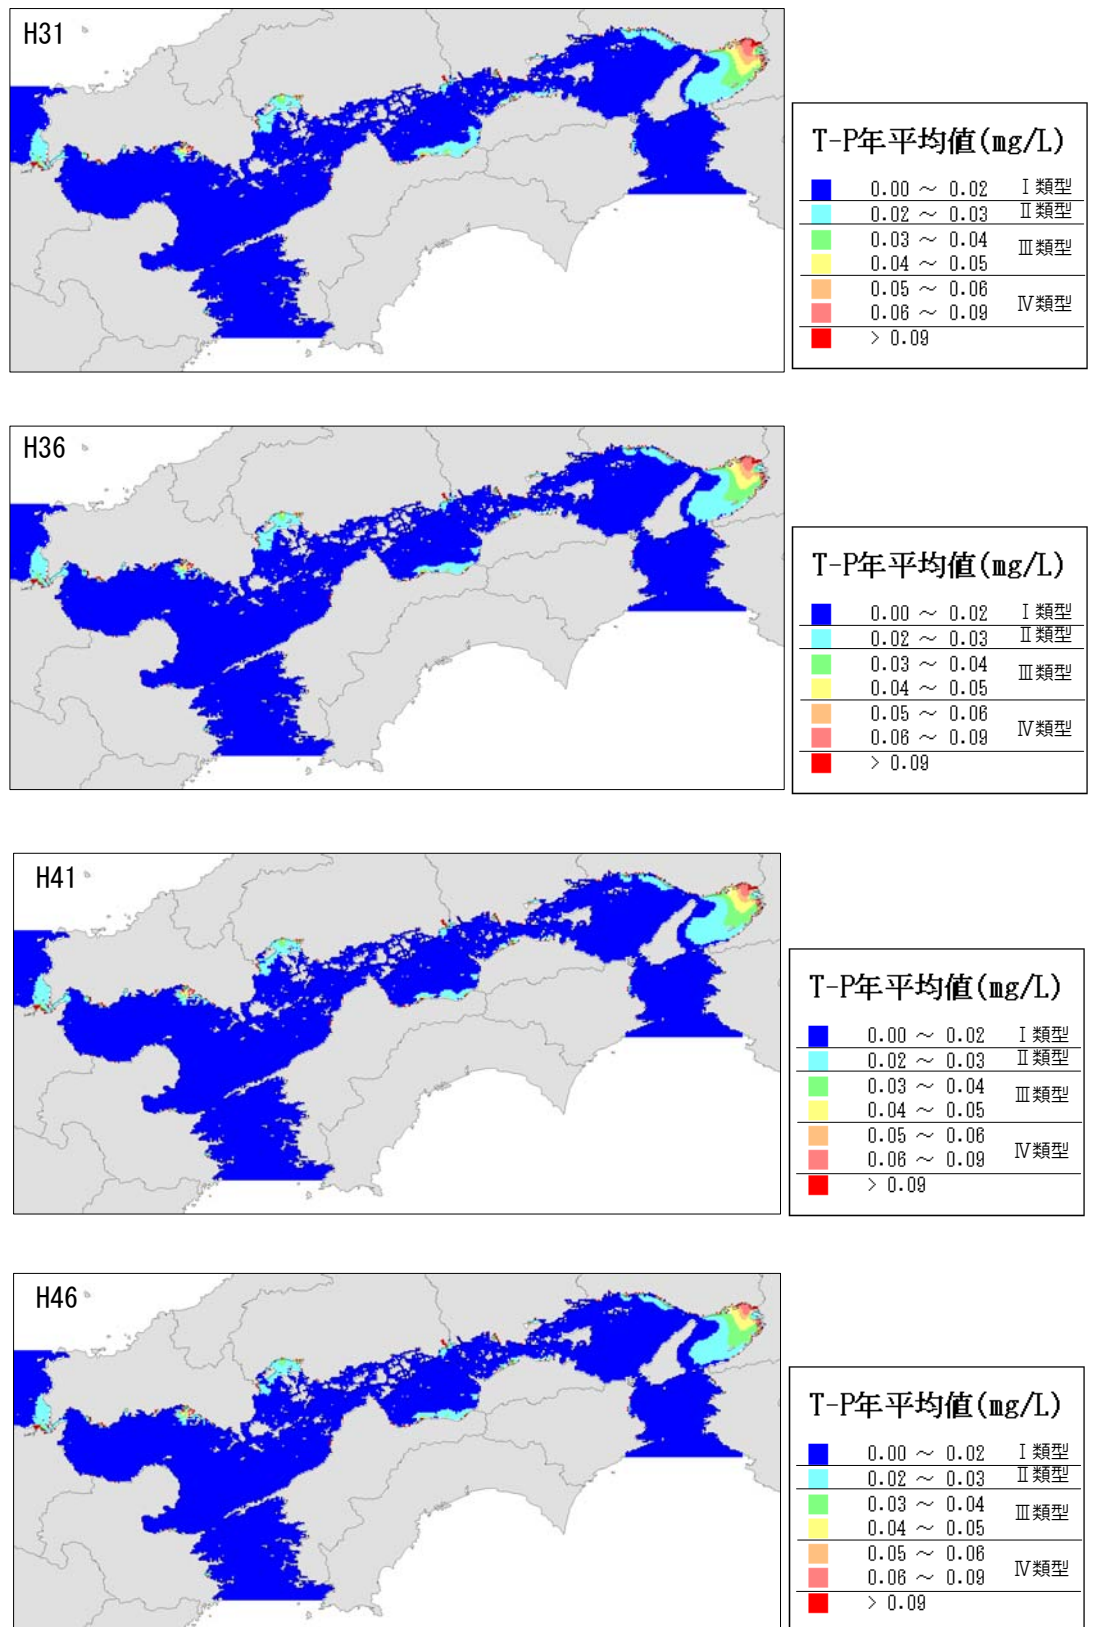 H31
T-P年平均値(mg/L)
0.00 ～ 0.02 Ⅰ類型
0.02 ～ 0.03 Ⅱ類型
0.03 ～ 0.04 Ⅲ類型
0.04 ～ 0.05
0.05 ～ 0.06 Ⅳ類型
0.06 ～ 0.09
> 0.09
H36
T-P年平均値(mg/L)
0.00 ～ 0.02 Ⅰ類型
0.02 ～ 0.03 Ⅱ類型
0.03 ～ 0.04 Ⅲ類型
0.04 ～ 0.05
0.05 ～ 0.06 Ⅳ類型
0.06 ～ 0.09
> 0.09
H41
T-P年平均値(mg/L)
0.00 ～ 0.02 Ⅰ類型
0.02 ～ 0.03 Ⅱ類型
0.03 ～ 0.04 Ⅲ類型
0.04 ～ 0.05
0.05 ～ 0.06 Ⅳ類型
0.06 ～ 0.09
> 0.09
H46
T-P年平均値(mg/L)
0.00 ～ 0.02 Ⅰ類型
0.02 ～ 0.03 Ⅱ類型
0.03 ～ 0.04 Ⅲ類型
0.04 ～ 0.05
0.05 ～ 0.06 Ⅳ類型
0.06 ～ 0.09
> 0.09